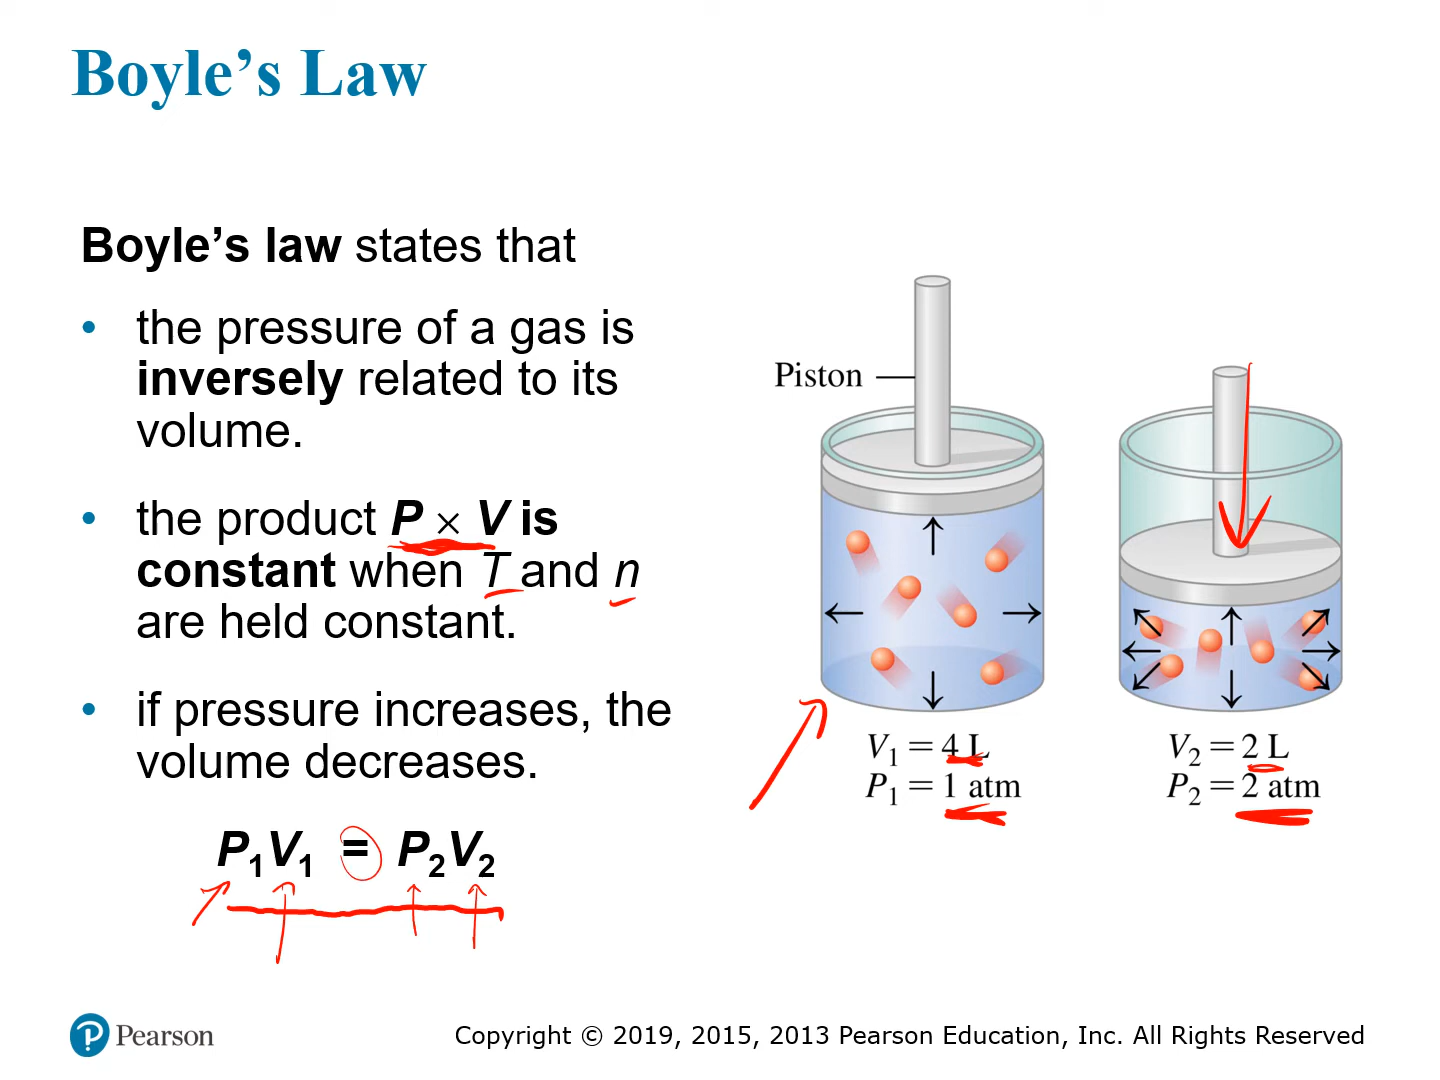 Boyle’s Law
Boyle’s law states that
• the pressure of a gas is
inversely related to its
volume.
• the product P × V is
constant when T and n
are held constant.
• if pressure increases, the
volume decreases.
P₁V₁ = P₂V₂
Piston
V₁ = 4 L
P₁ = 1 atm
V₂ = 2 L
P₂ = 2 atm
Pearson
Copyright © 2019, 2015, 2013 Pearson Education, Inc. All Rights Reserved